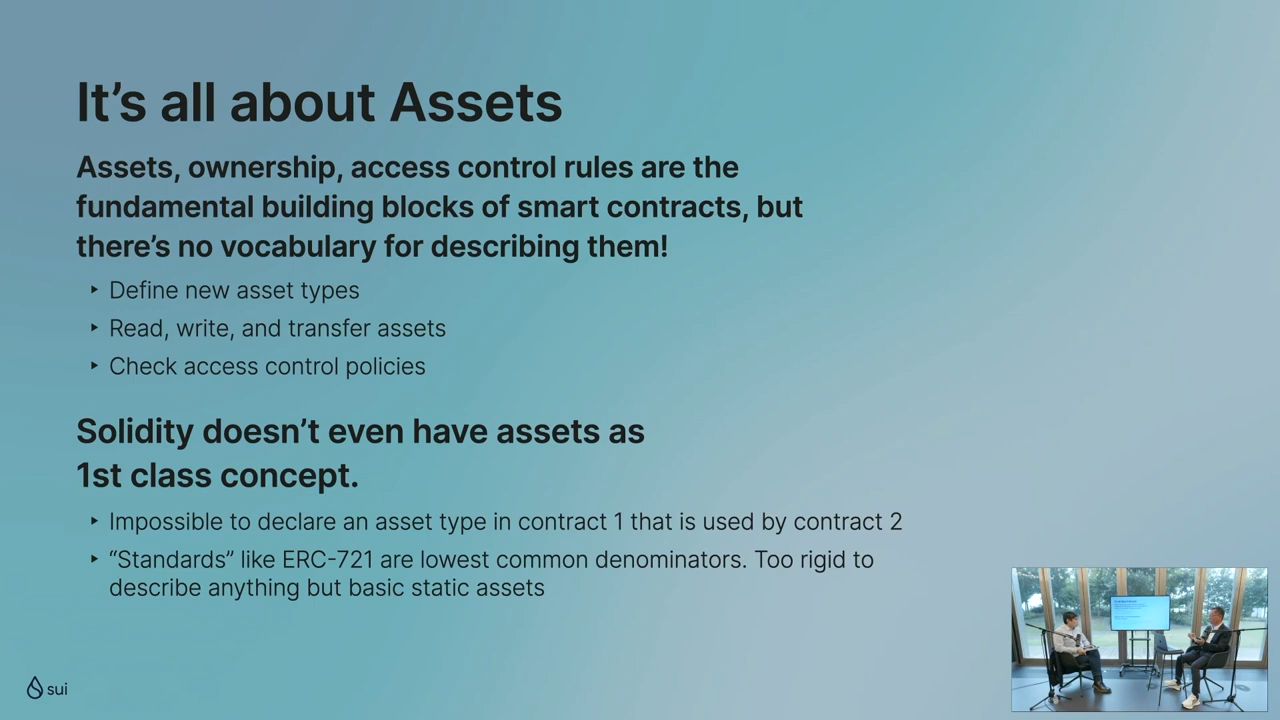 It's all about Assets
Assets, ownership, access control rules are the
fundamental building blocks of smart contracts, but
there's no vocabulary for describing them!
‣ Define new asset types
‣ Read, write, and transfer assets
‣ Check access control policies
Solidity doesn't even have assets as
1st class concept.
‣ Impossible to declare an asset type in contract 1 that is used by contract 2
‣ “Standards” like ERC-721 are lowest common denominators. Too rigid to
describe anything but basic static assets
sui